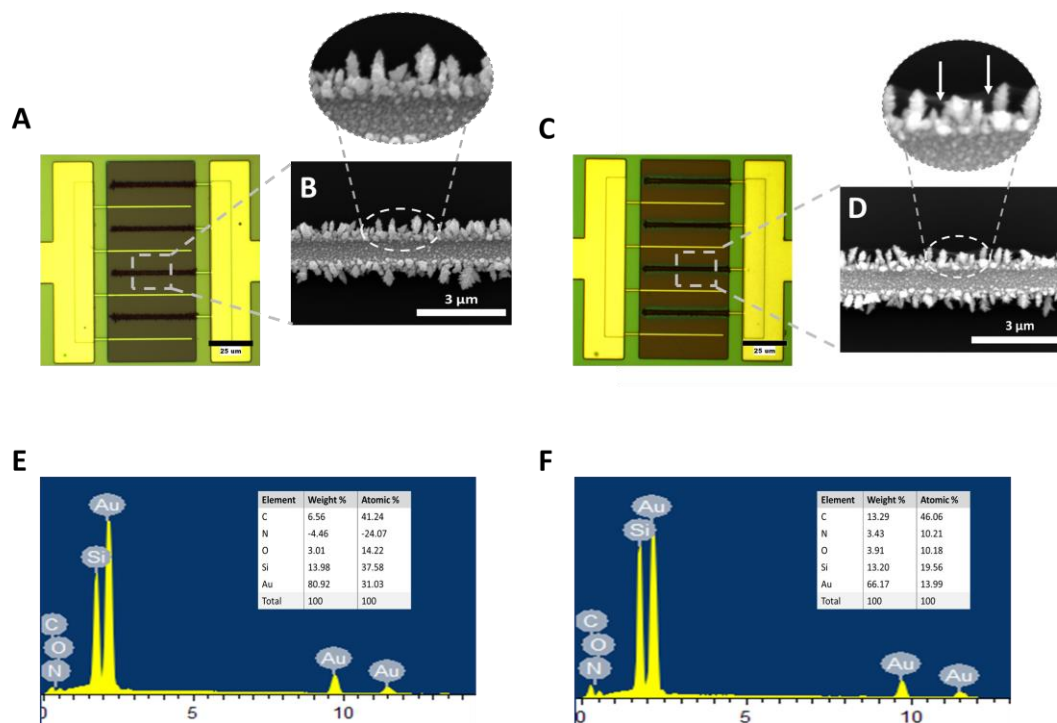 A
25 um
B
3 μm
C
25 um
D
3 μm
E
Au
Si
C
O
N
Au
Au
0 5 10
Element Weight % Atomic %
C 6.56 41.24
N -4.46 -24.07
O 3.01 14.22
Si 13.98 37.58
Au 80.92 31.03
Total 100 100
F
Au
Si
C
O
N
Au
Au
0 5 10
Element Weight % Atomic %
C 13.29 46.06
N 3.43 10.21
O 3.91 10.18
Si 13.20 19.56
Au 66.17 13.99
Total 100 100